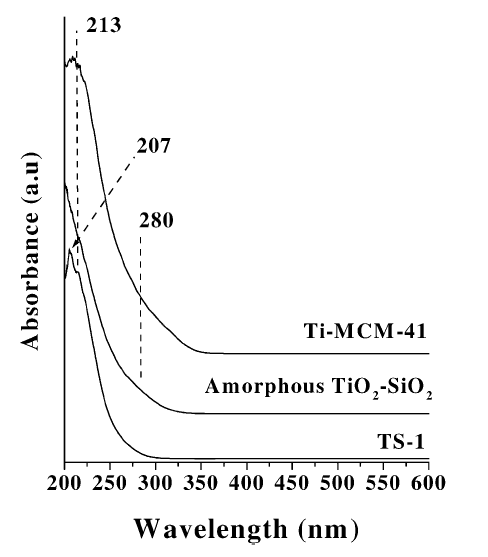 213
207
280
Absorbance (a.u)
Ti-MCM-41
Amorphous TiO₂-SiO₂
TS-1
200 250 300 350 400 450 500 550 600
Wavelength (nm)